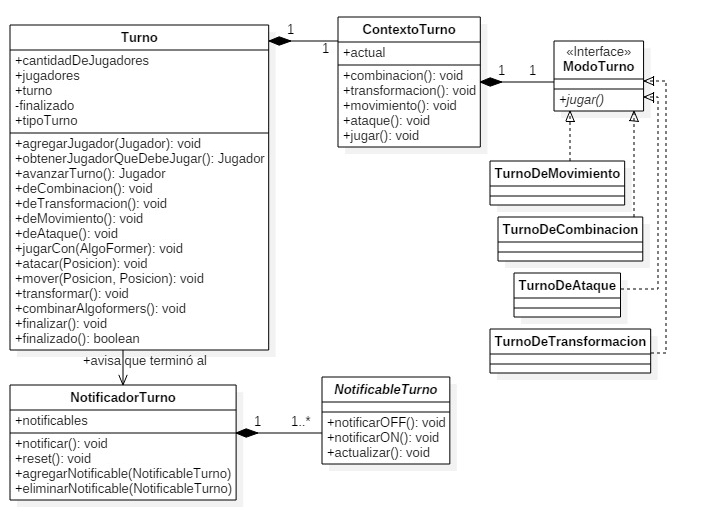 Turno
+cantidadDeJugadores
+jugadores
+turno
-finalizado
+tipoTurno
+agregarJugador(Jugador): void
+obtenerJugadorQueDebeJugar(): Jugador
+avanzarTurno(): Jugador
+deCombinacion(): void
+deTransformacion(): void
+deMovimiento(): void
+deAtaque(): void
+jugarCon(AlgoFormer): void
+atacar(Posicion): void
+mover(Posicion, Posicion): void
+transformar(): void
+combinarAlgoformers(): void
+finalizar(): void
+finalizado(): boolean
1
1
ContextoTurno
+actual
+combinacion(): void
+transformacion(): void
+movimiento(): void
+ataque(): void
+jugar(): void
1
1
«Interface»
ModoTurno
+jugar()
TurnoDeMovimiento
TurnoDeCombinacion
TurnoDeAtaque
TurnoDeTransformacion
+avisa que terminó al
NotificadorTurno
+notificables
+notificar(): void
+reset(): void
+agregarNotificable(NotificableTurno)
+eliminarNotificable(NotificableTurno)
1
1..*
NotificableTurno
+notificarOFF(): void
+notificarON(): void
+actualizar(): void